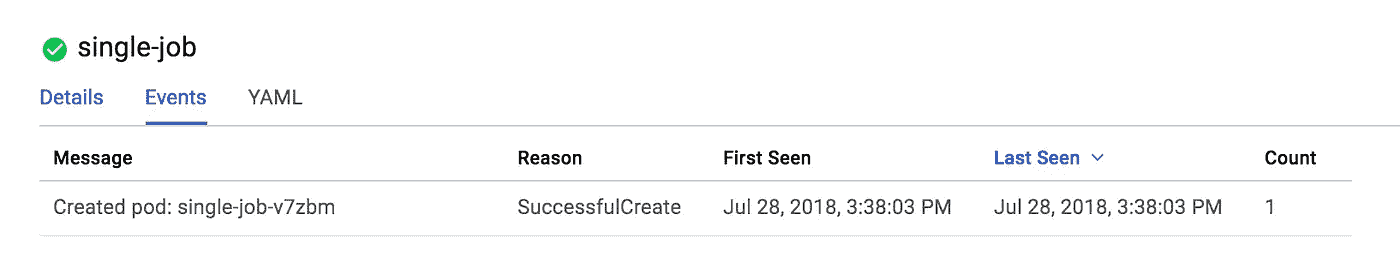 single-job
Details Events YAML
Message Reason First Seen Last Seen Count
Created pod: single-job-v7zbm SuccessfulCreate Jul 28, 2018, 3:38:03 PM Jul 28, 2018, 3:38:03 PM 1